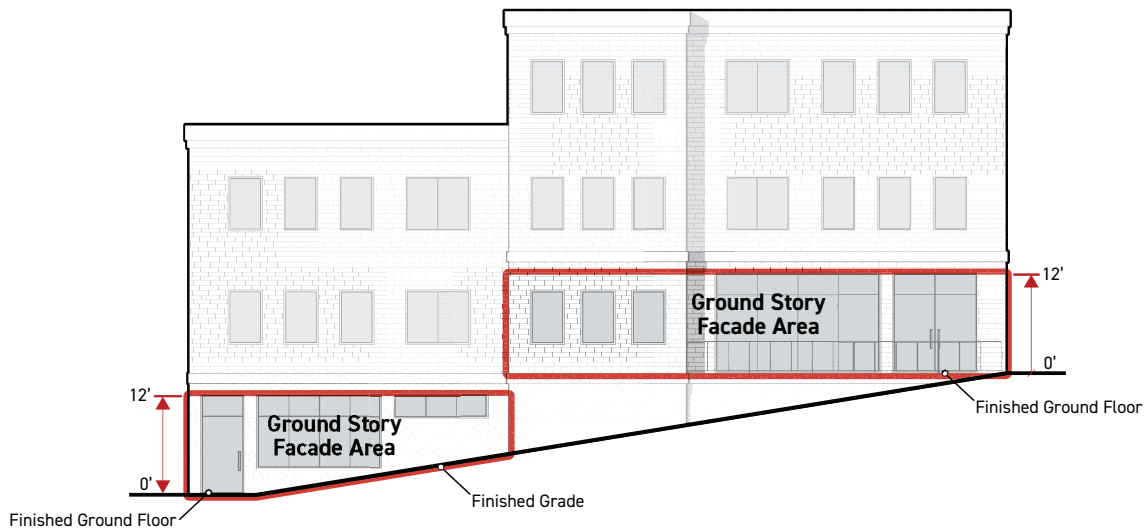 12'
Ground Story
Facade Area
0'
Finished Ground Floor
12'
Ground Story
Facade Area
0'
Finished Grade
Finished Ground Floor